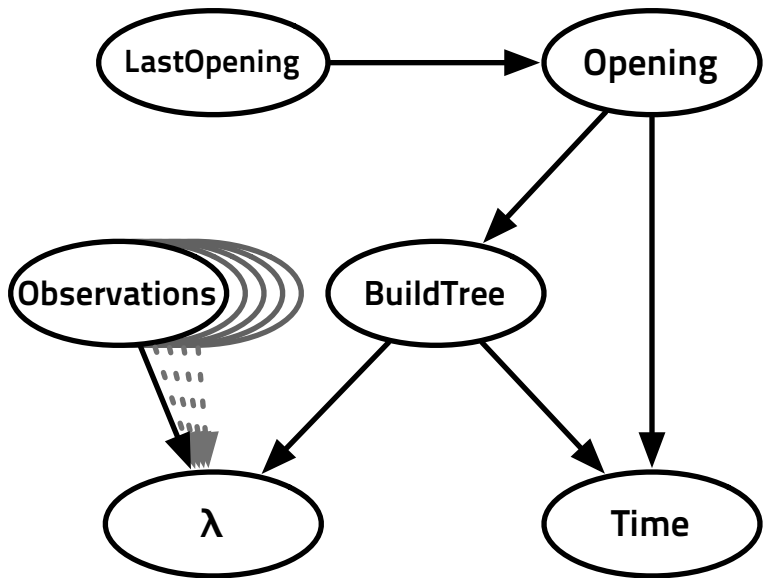 LastOpening
Opening
Observations
BuildTree
λ
Time